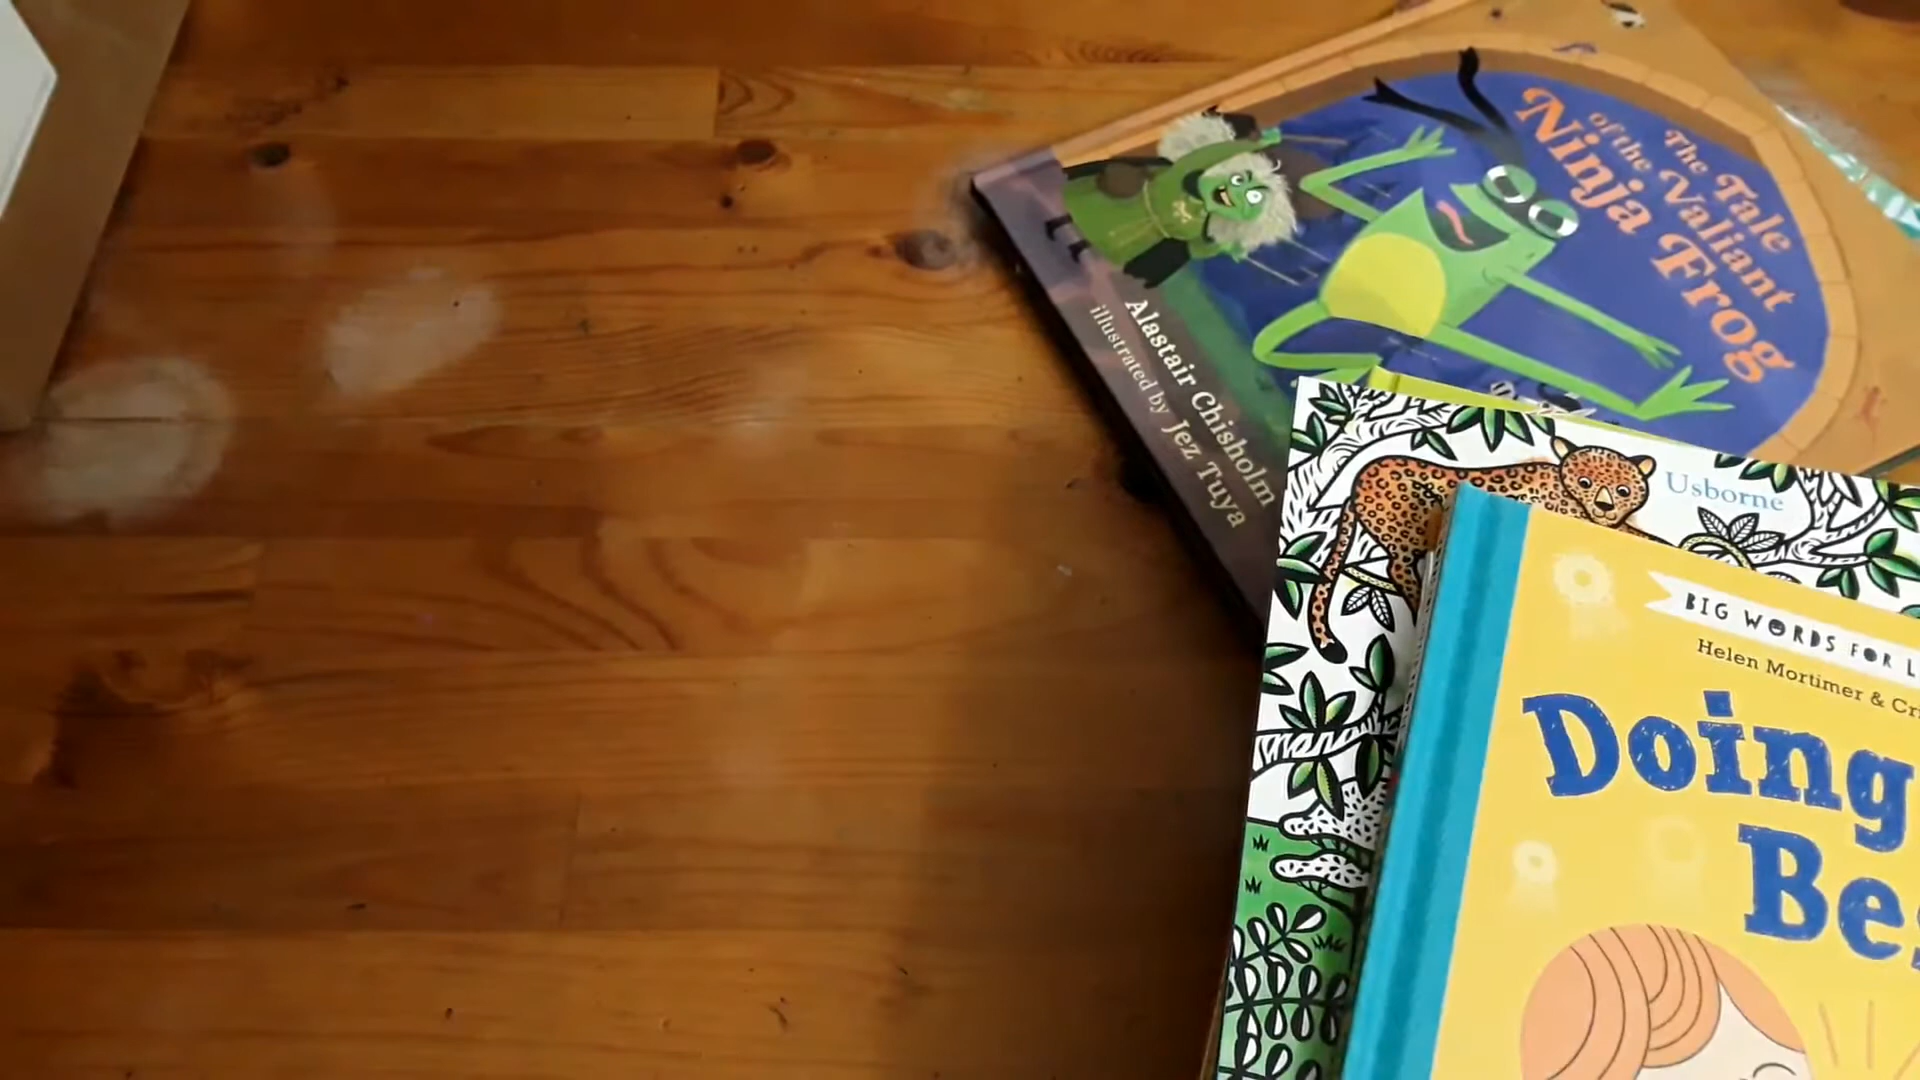 The Tale
of the Valiant
Ninja Frog
Alastair Chisholm
illustrated by Jez Tuya
Usborne
BIG WORDS FOR L
Helen Mortimer & Cr
Doing
Bes